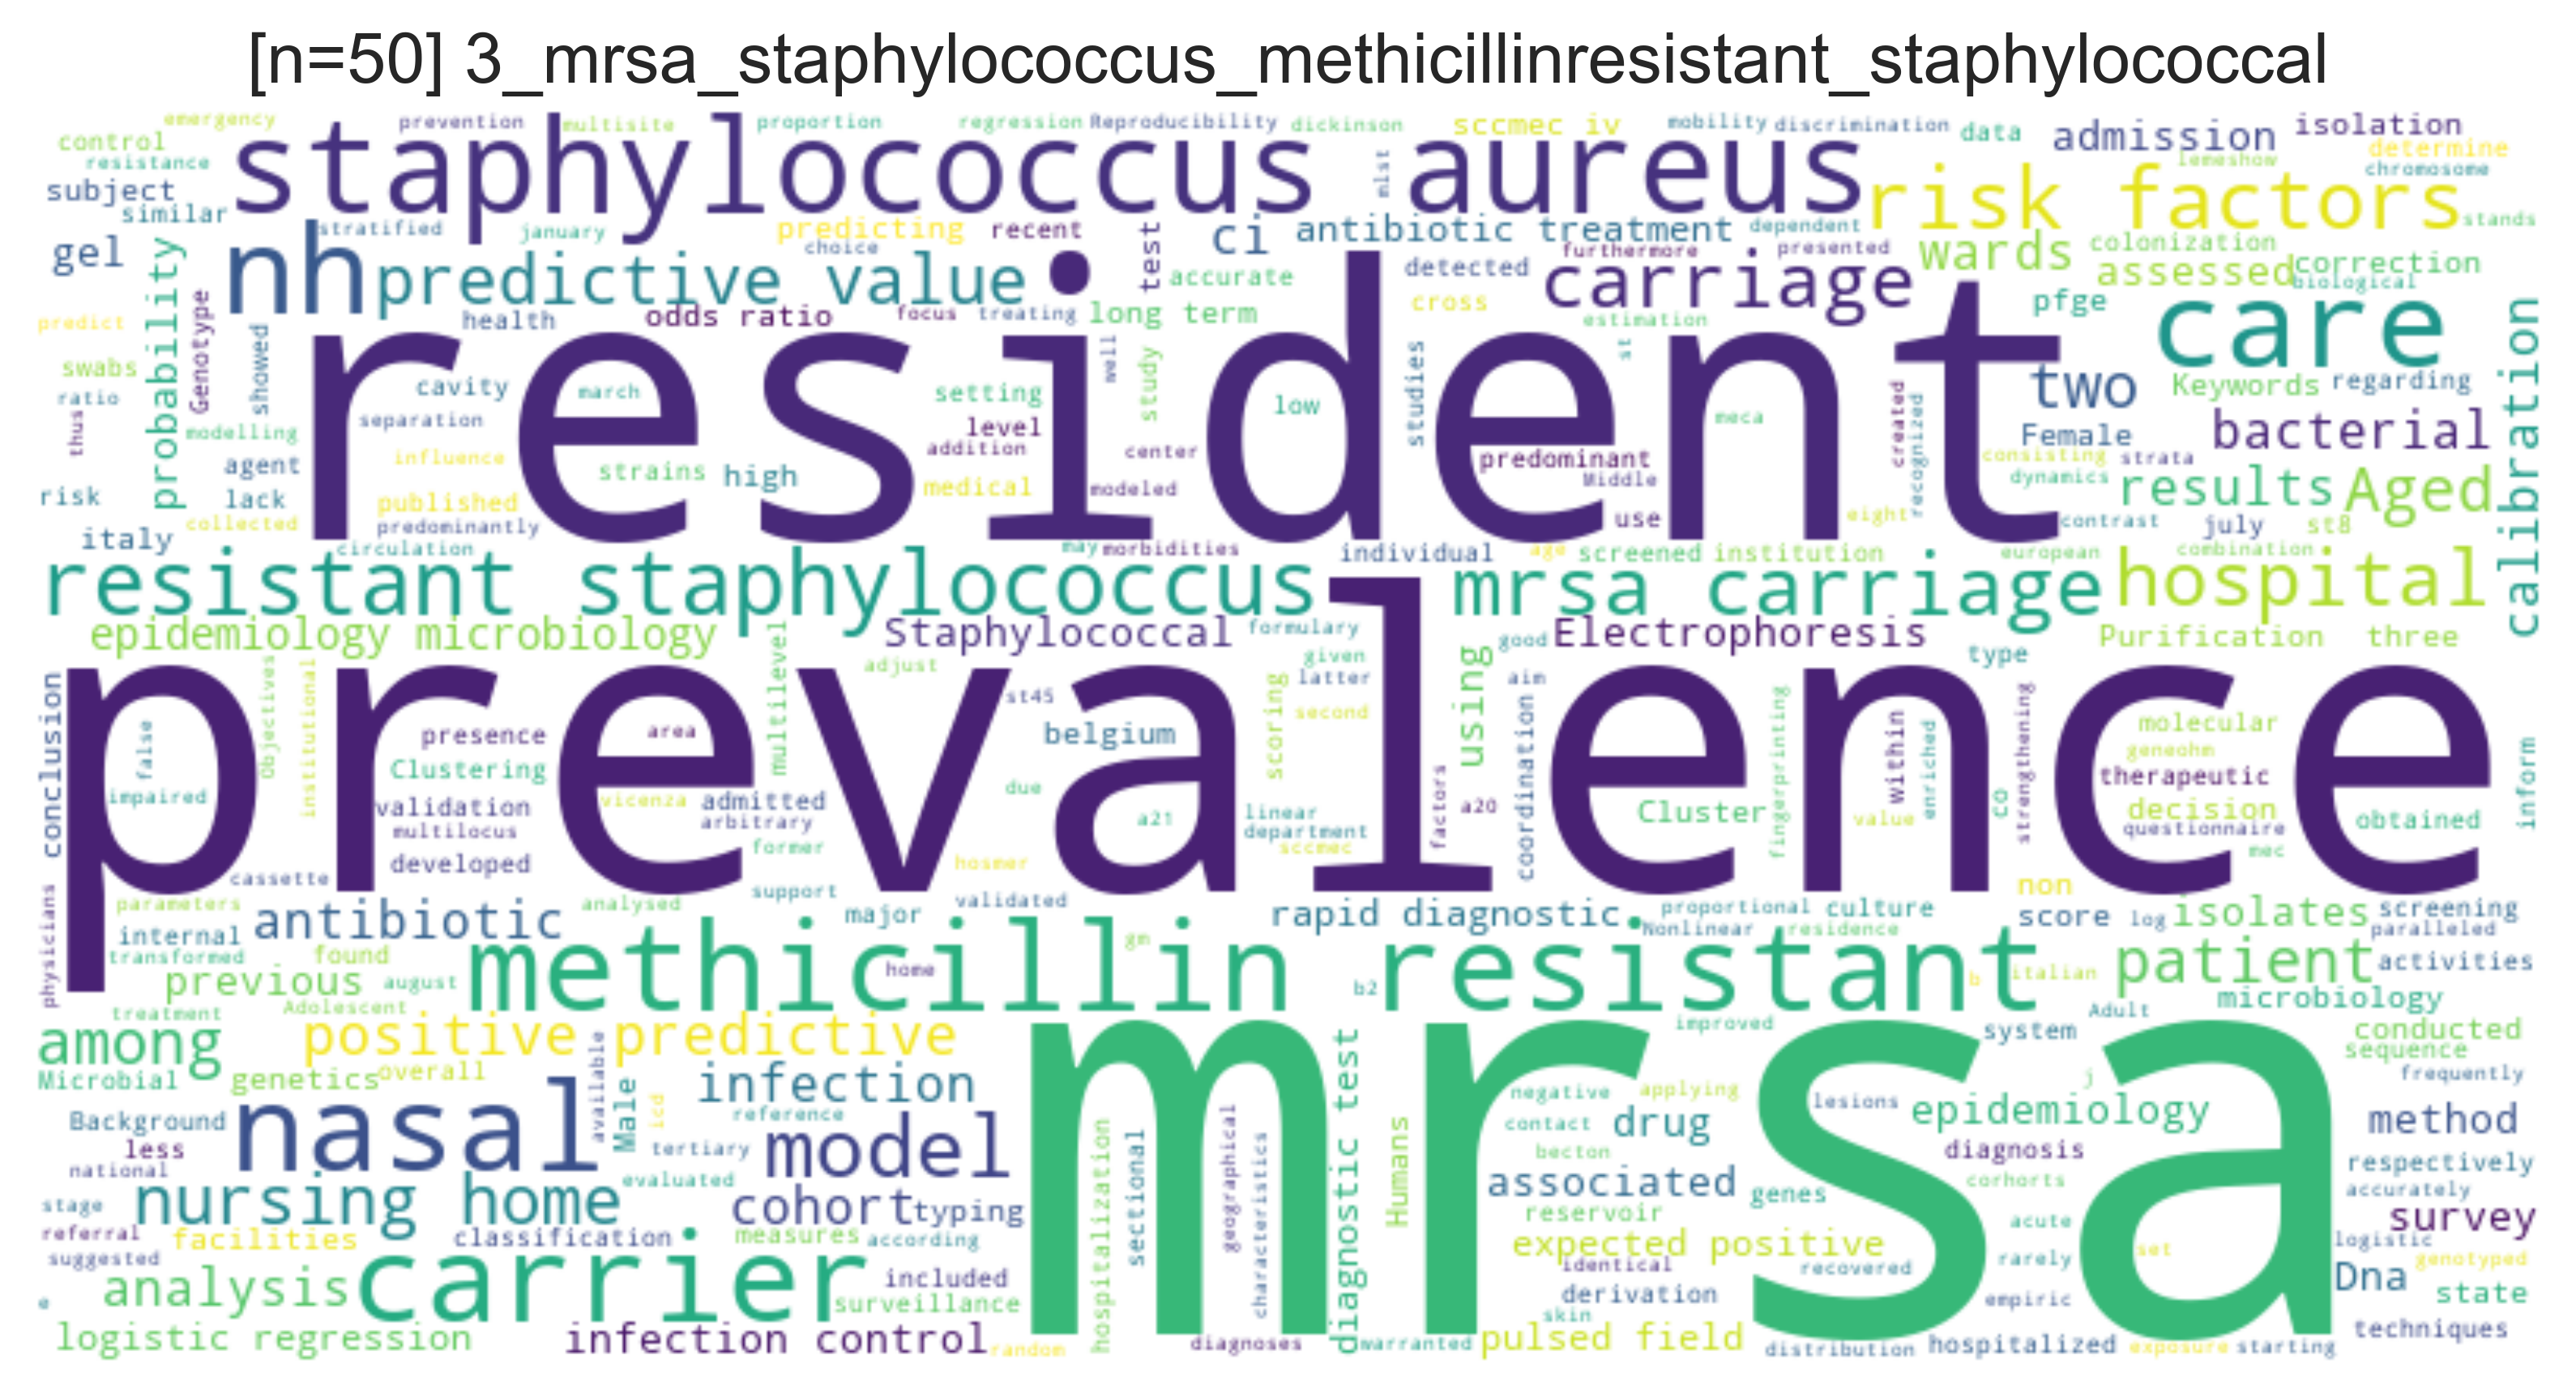 [n=50] 3_mrsa_staphylococcus_methicillinresistant_staphylococcal
emergency prevention multisite proportion regression Reproducibility dickinson sccmec iv mobility discrimination data admission isolation
control resistance staphylococcus aureus mlst lemeshow determine chromosome
subject similar risk factors stands
stratified january predicting choice recent test ci antibiotic treatment dependent furthermore presented wards colonization
gel probability nh predictive value accurate detected carriage assessed correction biological
predict Genotype health odds ratio focus treating long term cross estimation pfge care calibration
swabs showed resident well study studies st two Keywords regarding
ratio cavity march setting low meca created recognized
thus separation level Female bacterial
modelling influence addition center predominant consisting strata
agent strains high medical modeled Middle dynamics results Aged
risk lack published
collected predominantly use eight contrast july st8
italy circulation may morbidities individual age screened institution european combination
resistant staphylococcus mrsa carriage hospital
epidemiology microbiology multilevel Staphylococcal formulary good Electrophoresis Purification three
conclusion Objectives institutional adjust given using type
prevalence st45 scoring latter aim
false presence area belgium second coordination fingerprinting within enriched strengthening molecular geneohm inform
impaired Clustering due factors therapeutic
validation vicenza admitted a21 linear a20 Cluster value co decision
multilocus arbitrary department questionnaire obtained
developed former hosmer sccmec mec
physicians cassette support validated non
parameters antibiotic analysed major rapid diagnostic proportional culture score log isolates screening
internal Nonlinear residence paralleled
transformed found methicillin resistant gm
previous august home b2 b italian patient activities
treatment Adolescent microbiology
among positive predictive improved system Adult conducted
Microbial genetics overall available mrsa sequence
infection j frequently
Background nasal Male icd reference hospitalization geographical diagnostic test Humans negative applying lesions epidemiology method
less model sectional characteristics contact drug
national tertiary becton diagnosis respectively
stage nursing home evaluated cohort typing associated genes corhorts accurately
referral facilities classification measures according reservoir acute survey
suggested expected positive rarely set logistic
analysis carrier included identical recovered genotyped
e surveillance derivation empiric Dna state
logistic regression infection control random diagnoses warranted skin pulsed field distribution hospitalized exposure starting techniques